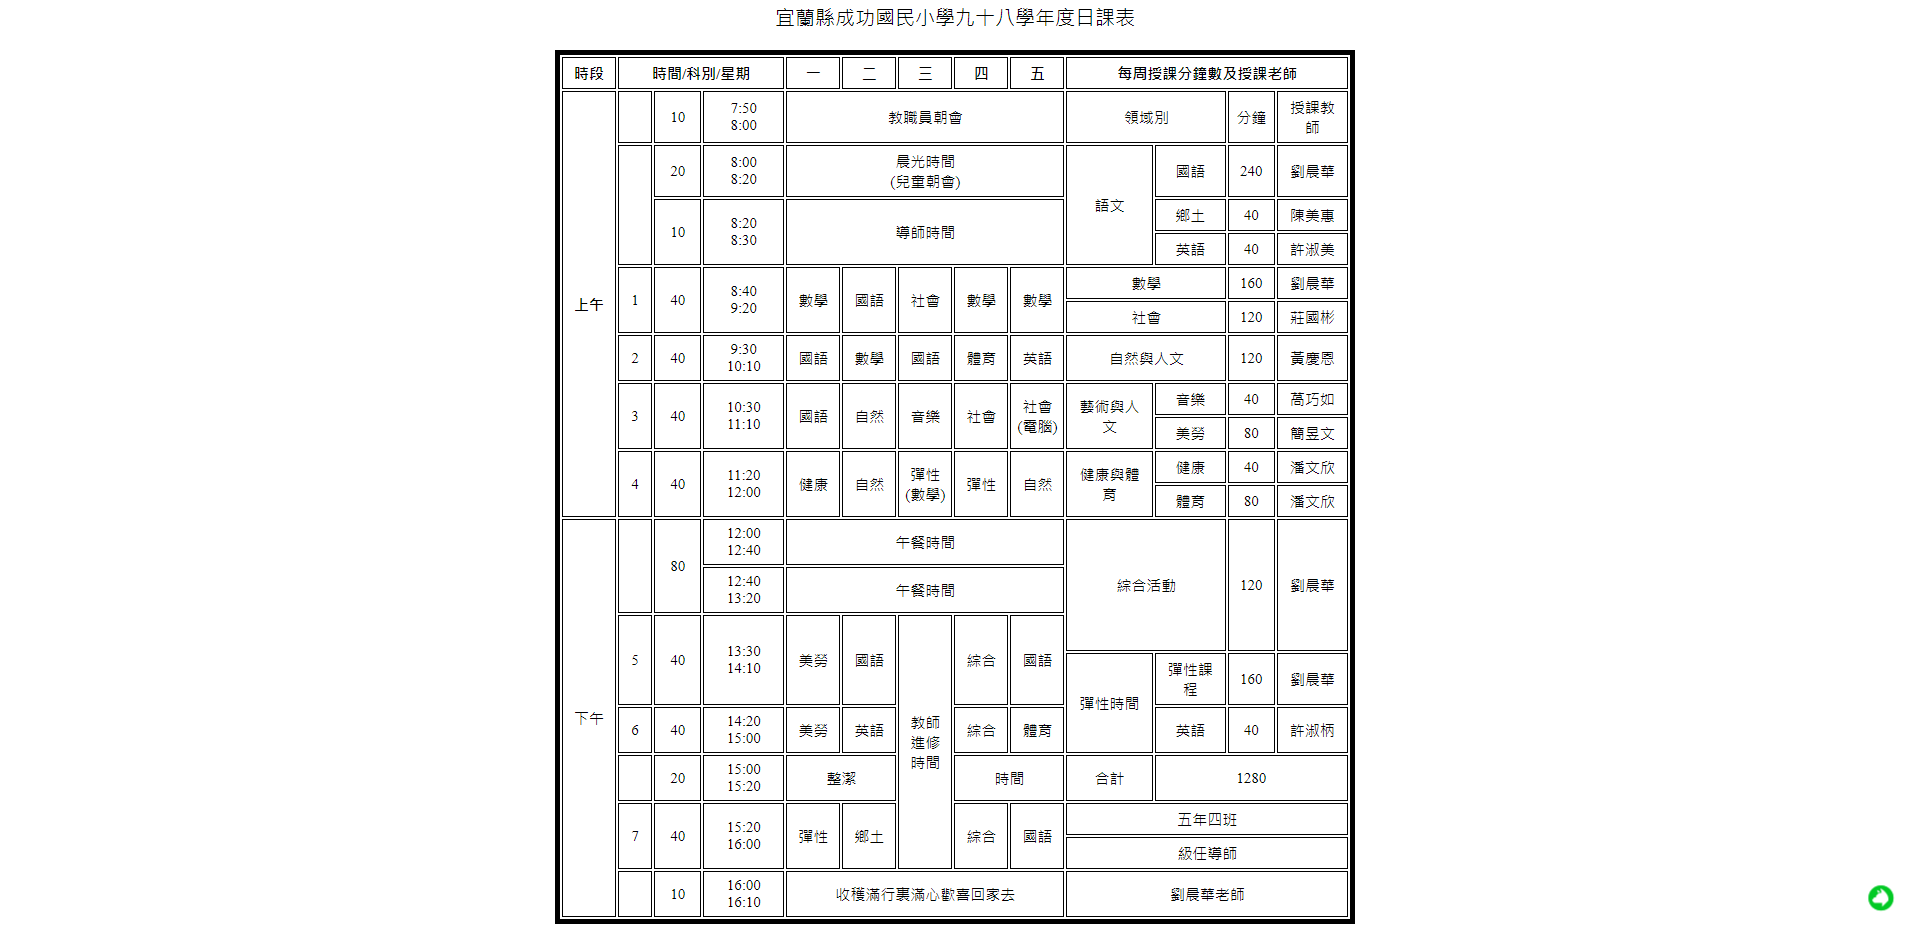 宜蘭縣成功國民小學九十八學年度日課表
時段 時間/科別/星期 一 二 三 四 五 每周授課分鐘數及授課老師
上午
10 7:50 8:00 教職員朝會 領域別 分鐘 授課教師
20 8:00 8:20 晨光時間 (兒童朝會) 語文 國語 240 劉晨華
10 8:20 8:30 導師時間 鄉土 40 陳美惠
英語 40 許淑美
1 40 8:40 9:20 數學 國語 社會 數學 數學 數學 160 劉晨華
社會 120 莊國彬
2 40 9:30 10:10 國語 數學 國語 體育 英語 自然與人文 120 黃慶恩
3 40 10:30 11:10 國語 自然 音樂 社會 社會 (電腦) 藝術與人文 音樂 40 萵巧如
美勞 80 簡昱文
4 40 11:20 12:00 健康 自然 彈性 (數學) 彈性 自然 健康與體育 健康 40 潘文欣
體育 80 潘文欣
下午
80 12:00 12:40 午餐時間 綜合活動 120 劉晨華
12:40 13:20 午餐時間
5 40 13:30 14:10 美勞 國語 教師進修時間 綜合 國語
彈性時間 彈性課程 160 劉晨華
6 40 14:20 15:00 美勞 英語 綜合 體育 英語 40 許淑柄
20 15:00 15:20 整潔 時間 合計 1280
7 40 15:20 16:00 彈性 鄉土 綜合 國語 五年四班
級任導師
10 16:00 16:10 收穫滿行裏滿心歡喜回家去 劉晨華老師